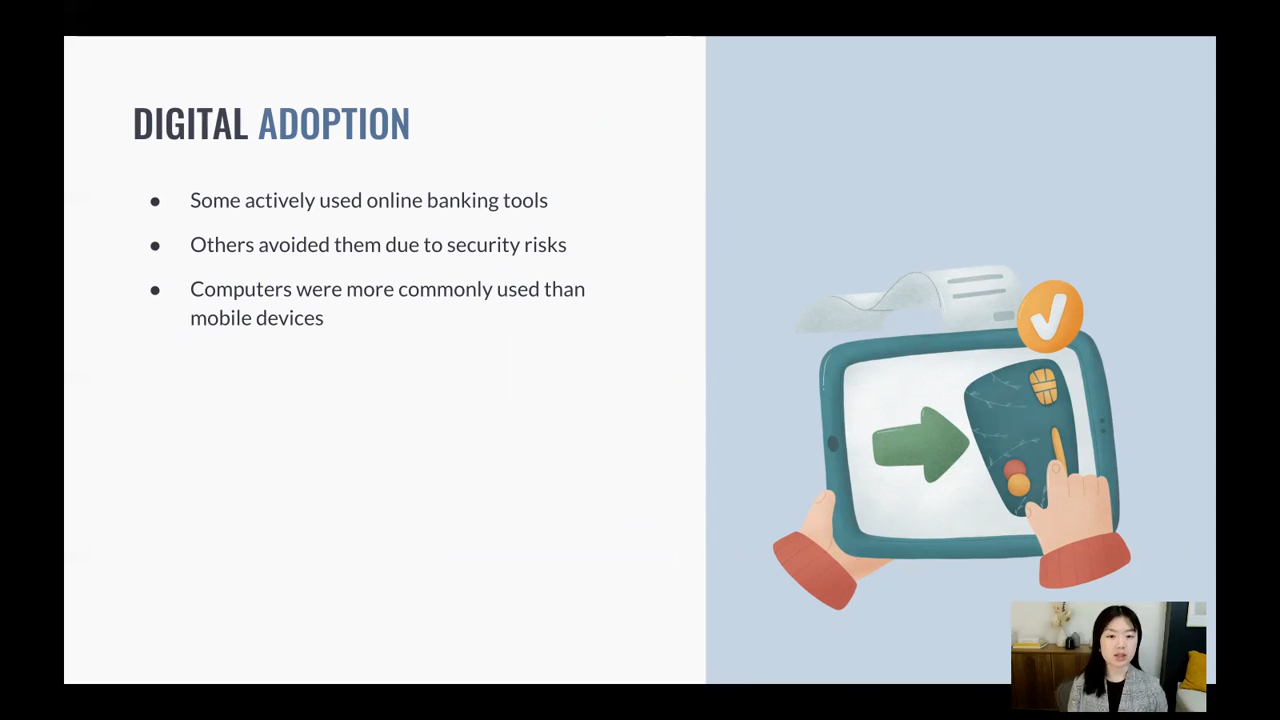 DIGITAL ADOPTION
● Some actively used online banking tools
● Others avoided them due to security risks
● Computers were more commonly used than
mobile devices